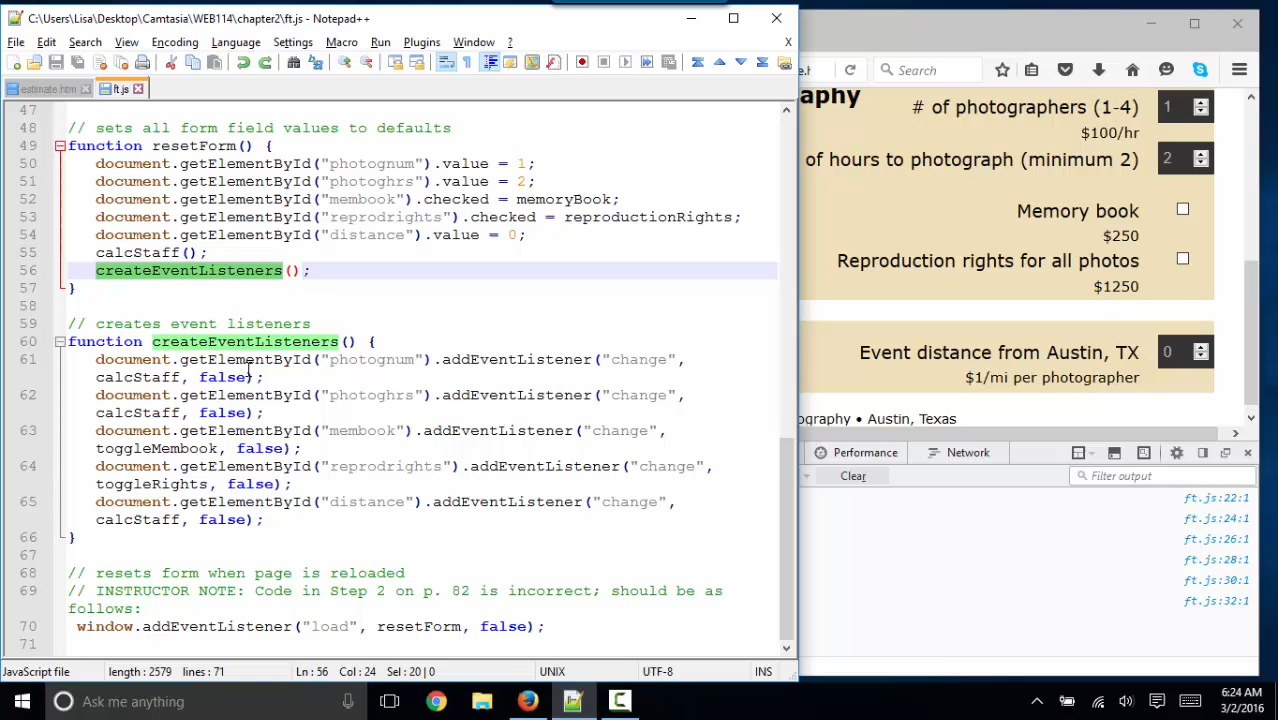 C:\Users\Lisa\Desktop\Camtasia\WEB114\chapter2\ft.js - Notepad++
File Edit Search View Encoding Language Settings Macro Run Plugins Window ? X
estimate.htm ft.js
47
48 // sets all form field values to defaults
49 function resetForm() {
50 document.getElementById("photognum").value = 1;
51 document.getElementById("photoghrs").value = 2;
52 document.getElementById("membook").checked = memoryBook;
53 document.getElementById("reprodrights").checked = reproductionRights;
54 document.getElementById("distance").value = 0;
55 calcStaff();
56 createEventListeners();
57 }
58
59 // creates event listeners
60 function createEventListeners() {
61 document.getElementById("photognum").addEventListener("change",
calcStaff, false);
62 document.getElementById("photoghrs").addEventListener("change",
calcStaff, false);
63 document.getElementById("membook").addEventListener("change",
toggleMembook, false);
64 document.getElementById("reprodrights").addEventListener("change",
toggleRights, false);
65 document.getElementById("distance").addEventListener("change",
calcStaff, false);
66 }
67
68 // resets form when page is reloaded
69 // INSTRUCTOR NOTE: Code in Step 2 on p. 82 is incorrect; should be as
follows:
70 window.addEventListener("load", resetForm, false);
71
JavaScript file length : 2579 lines : 71 Ln : 56 Col : 24 Sel : 20 | 0 UNIX UTF-8 INS
e.h Search
aphy
# of photographers (1-4) 1
$100/hr
of hours to photograph (minimum 2) 2
Memory book
$250
Reproduction rights for all photos
$1250
Event distance from Austin, TX 0
$1/mi per photographer
ography • Austin, Texas
Performance Network
Clear Filter output
ft.js:22:1
ft.js:24:1
ft.js:26:1
ft.js:28:1
ft.js:30:1
ft.js:32:1
Ask me anything
6:24 AM
3/2/2016